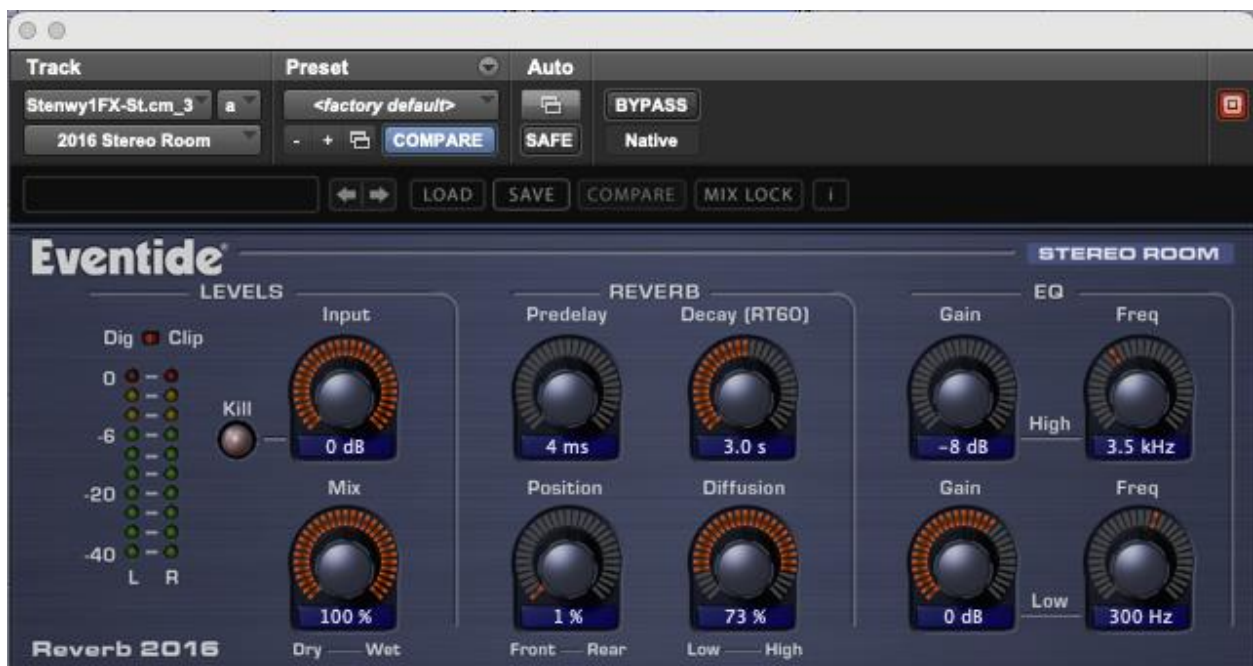 Track Preset Auto
Stenwy1FX-St.cm_3 a <factory default> BYPASS
2016 Stereo Room - + COMPARE SAFE Native
LOAD SAVE COMPARE MIX LOCK i
Eventide® STEREO ROOM
LEVELS REVERB EQ
Input Predelay Decay (RT60) Gain Freq
Dig Clip
0
Kill
-6 High
0 dB 4 ms 3.0 s -8 dB 3.5 kHz
Mix Position Diffusion Gain Freq
-20
-40
L R
Low
100 % 1 % 73 % 0 dB 300 Hz
Reverb 2016 Dry Wet Front Rear Low High